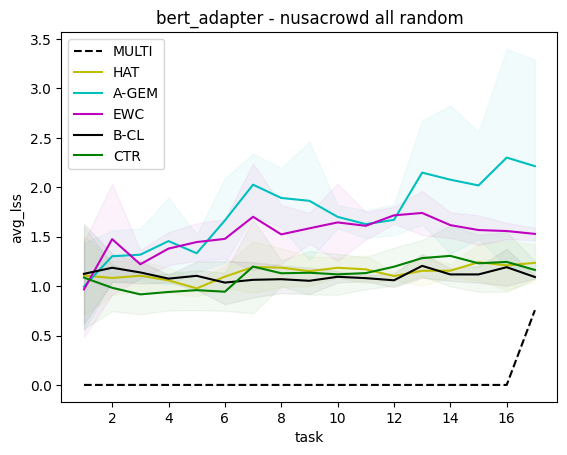 bert_adapter - nusacrowd all random
3.5
3.0
2.5
2.0
1.5
1.0
0.5
0.0
avg_lss
MULTI
HAT
A-GEM
EWC
B-CL
CTR
2 4 6 8 10 12 14 16
task